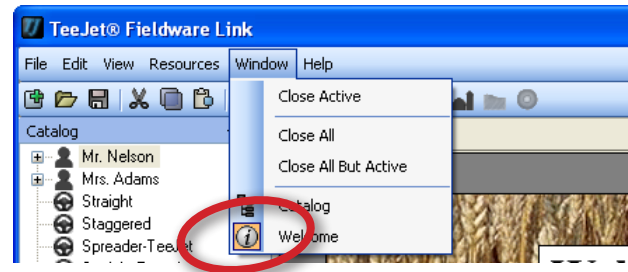 TeeJet® Fieldware Link
File Edit View Resources Window Help
Catalog
Mr. Nelson
Mrs. Adams
Straight
Staggered
Spreader-TeeJet
Close Active
Close All
Close All But Active
Catalog
Welcome